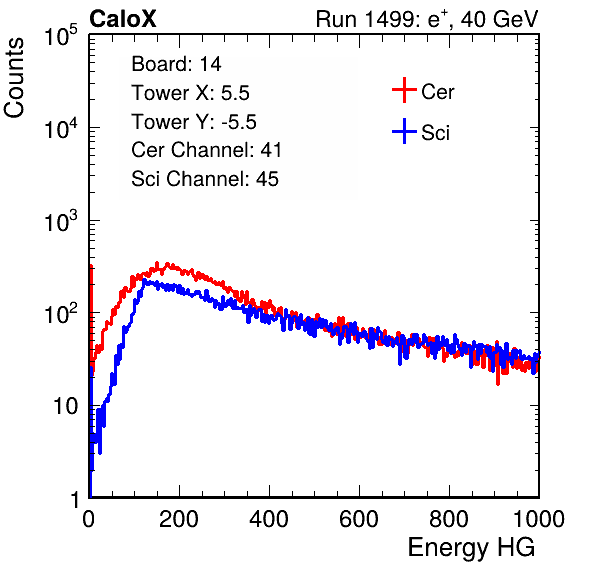 CaloX Run 1499: e⁺, 40 GeV
Board: 14
Tower X: 5.5
Tower Y: -5.5
Cer Channel: 41
Sci Channel: 45
Cer
Sci
Counts
10⁵
10⁴
10³
10²
10
1
0 200 400 600 800 1000
Energy HG